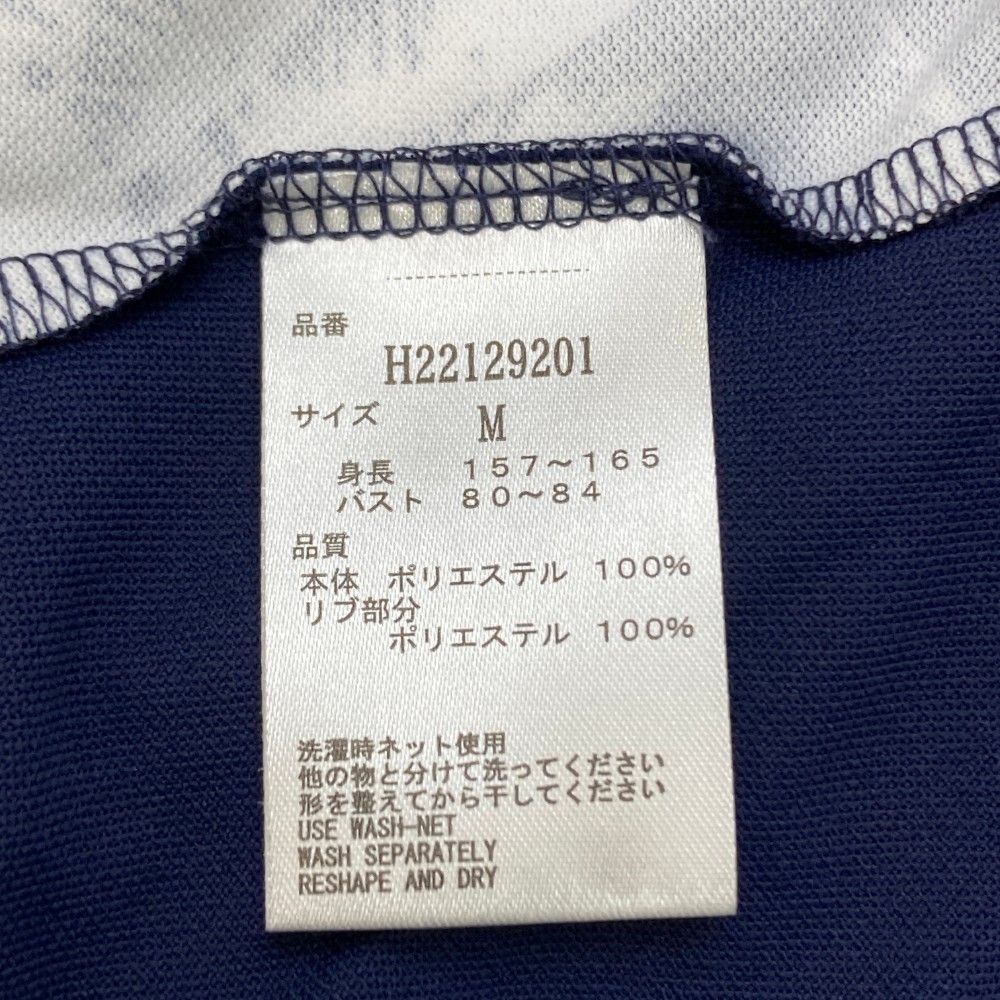 品番
H22129201
サイズ M
身長 157～165
バスト 80～84
品質
本体 ポリエステル 100%
リブ部分
ポリエステル 100%
洗濯時ネット使用
他の物と分けて洗ってください
形を整えてから干してください
USE WASH-NET
WASH SEPARATELY
RESHAPE AND DRY